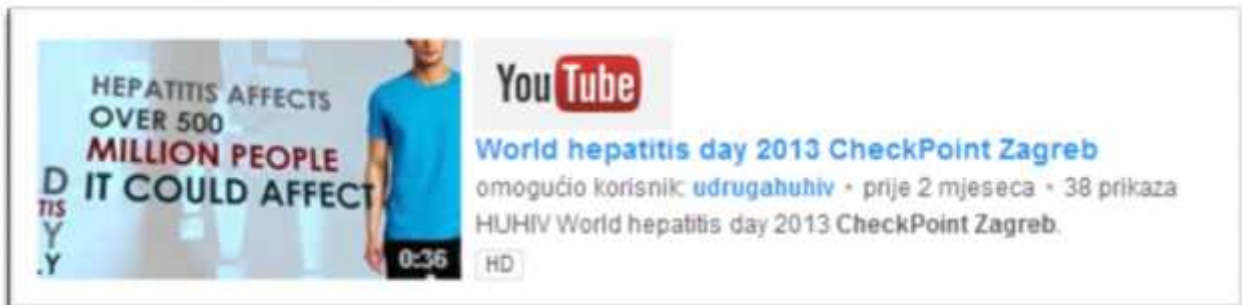 HEPATITIS AFFECTS
OVER 500
MILLION PEOPLE
IT COULD AFFECT
D
TIS
Y
.Y
0:36
YouTube
World hepatitis day 2013 CheckPoint Zagreb
omogućio korisnik: udrugahuhiv • prije 2 mjeseca • 38 prikaza
HUHIV World hepatitis day 2013 CheckPoint Zagreb.
HD